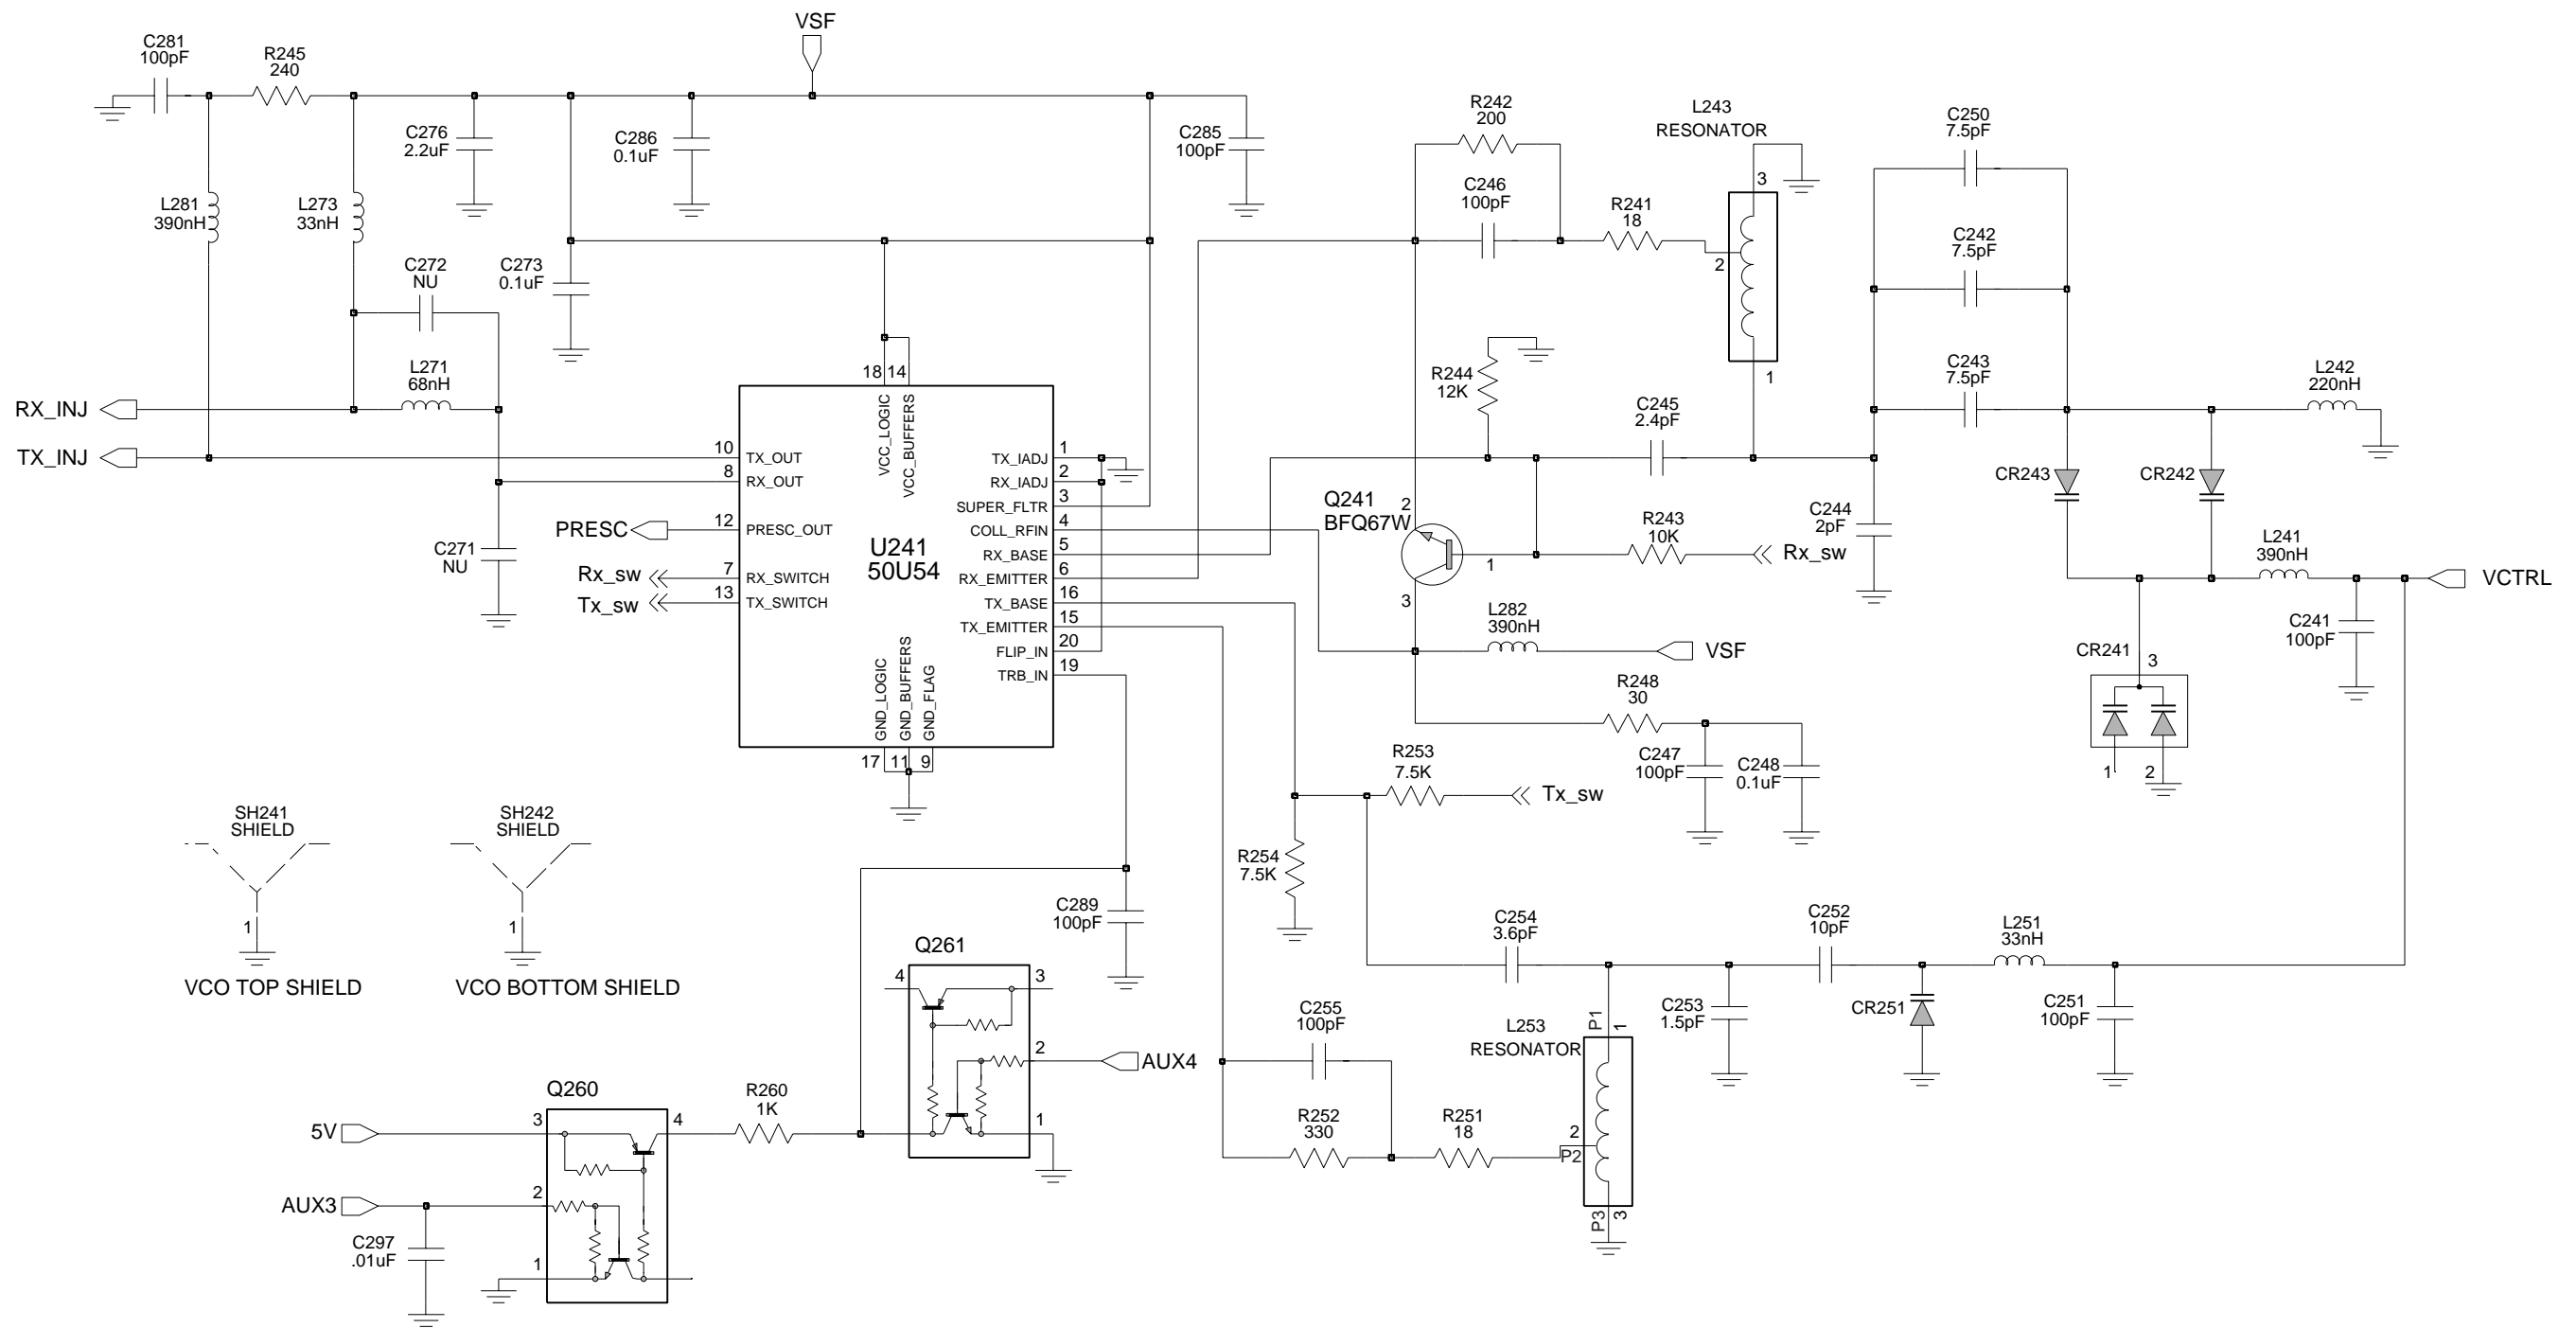 VSF
C281
100pF
R245
240
C276
2.2uF
C286
0.1uF
C285
100pF
L281
390nH
L273
33nH
C272
NU
C273
0.1uF
L271
68nH
RX_INJ
TX_INJ
C271
NU
PRESC
Rx_sw
Tx_sw
18
14
VCC_LOGIC
VCC_BUFFERS
10
TX_OUT
8
RX_OUT
12
PRESC_OUT
7
RX_SWITCH
13
TX_SWITCH
U241
50U54
TX_IADJ
1
RX_IADJ
2
SUPER_FLTR
3
COLL_RFIN
4
RX_BASE
5
RX_EMITTER
6
TX_BASE
16
TX_EMITTER
15
FLIP_IN
20
TRB_IN
19
GND_LOGIC
GND_BUFFERS
GND_FLAG
17
11
9
R242
200
C246
100pF
R241
18
L243
RESONATOR
3
2
1
R244
12K
C245
2.4pF
Q241
BFQ67W
2
1
3
R243
10K
Rx_sw
L282
390nH
VSF
R248
30
C247
100pF
C248
0.1uF
C250
7.5pF
C242
7.5pF
C243
7.5pF
C244
2pF
L242
220nH
CR243
CR242
L241
390nH
VCTRL
C241
100pF
CR241
3
1
2
R253
7.5K
Tx_sw
R254
7.5K
C254
3.6pF
C252
10pF
L251
33nH
C253
1.5pF
CR251
C251
100pF
C255
100pF
R252
330
R251
18
L253
RESONATOR
P1
1
2
P2
P3
3
SH241
SHIELD
1
VCO TOP SHIELD
SH242
SHIELD
1
VCO BOTTOM SHIELD
C289
100pF
Q261
4
3
2
1
AUX4
Q260
3
4
2
1
R260
1K
5V
AUX3
C297
.01uF